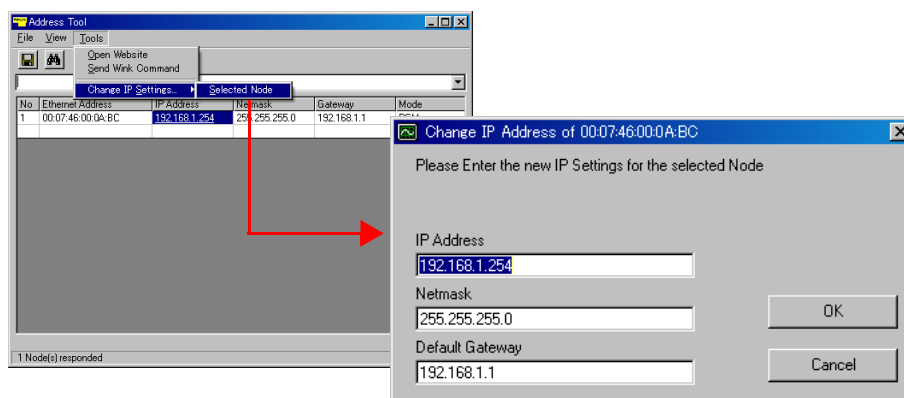 Address Tool
File View Tools
Open Website
Send Wink Command
Change IP Settings... Selected Node
No Ethernet Address IP Address Netmask Gateway Mode
1 00:07:46:00:0A:BC 192.168.1.254 255.255.255.0 192.168.1.1
1 Node(s) responded
Change IP Address of 00:07:46:00:0A:BC
Please Enter the new IP Settings for the selected Node
IP Address
192.168.1.254
Netmask
255.255.255.0
OK
Default Gateway
192.168.1.1
Cancel